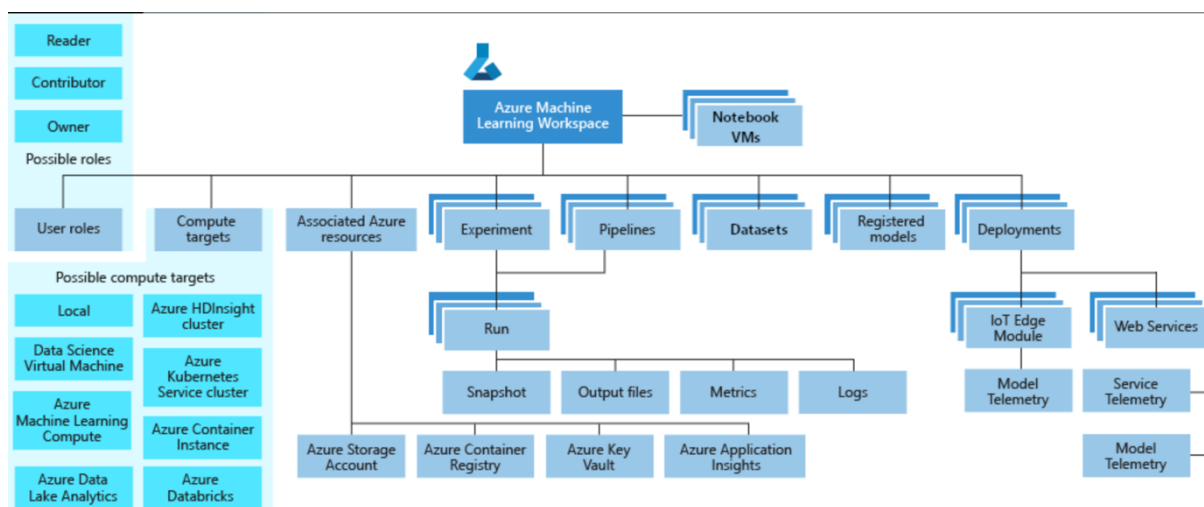 Reader
Contributor
Owner
Possible roles
Azure Machine
Learning Workspace
Notebook
VMs
User roles
Compute
targets
Associated Azure
resources
Experiment
Pipelines
Datasets
Registered
models
Deployments
Possible compute targets
Local
Azure HDInsight
cluster
Data Science
Virtual Machine
Azure
Kubernetes
Service cluster
Azure
Machine Learning
Compute
Azure Container
Instance
Azure Data
Lake Analytics
Azure
Databricks
Run
IoT Edge
Module
Web Services
Snapshot
Output files
Metrics
Logs
Model
Telemetry
Service
Telemetry
Azure Storage
Account
Azure Container
Registry
Azure Key
Vault
Azure Application
Insights
Model
Telemetry